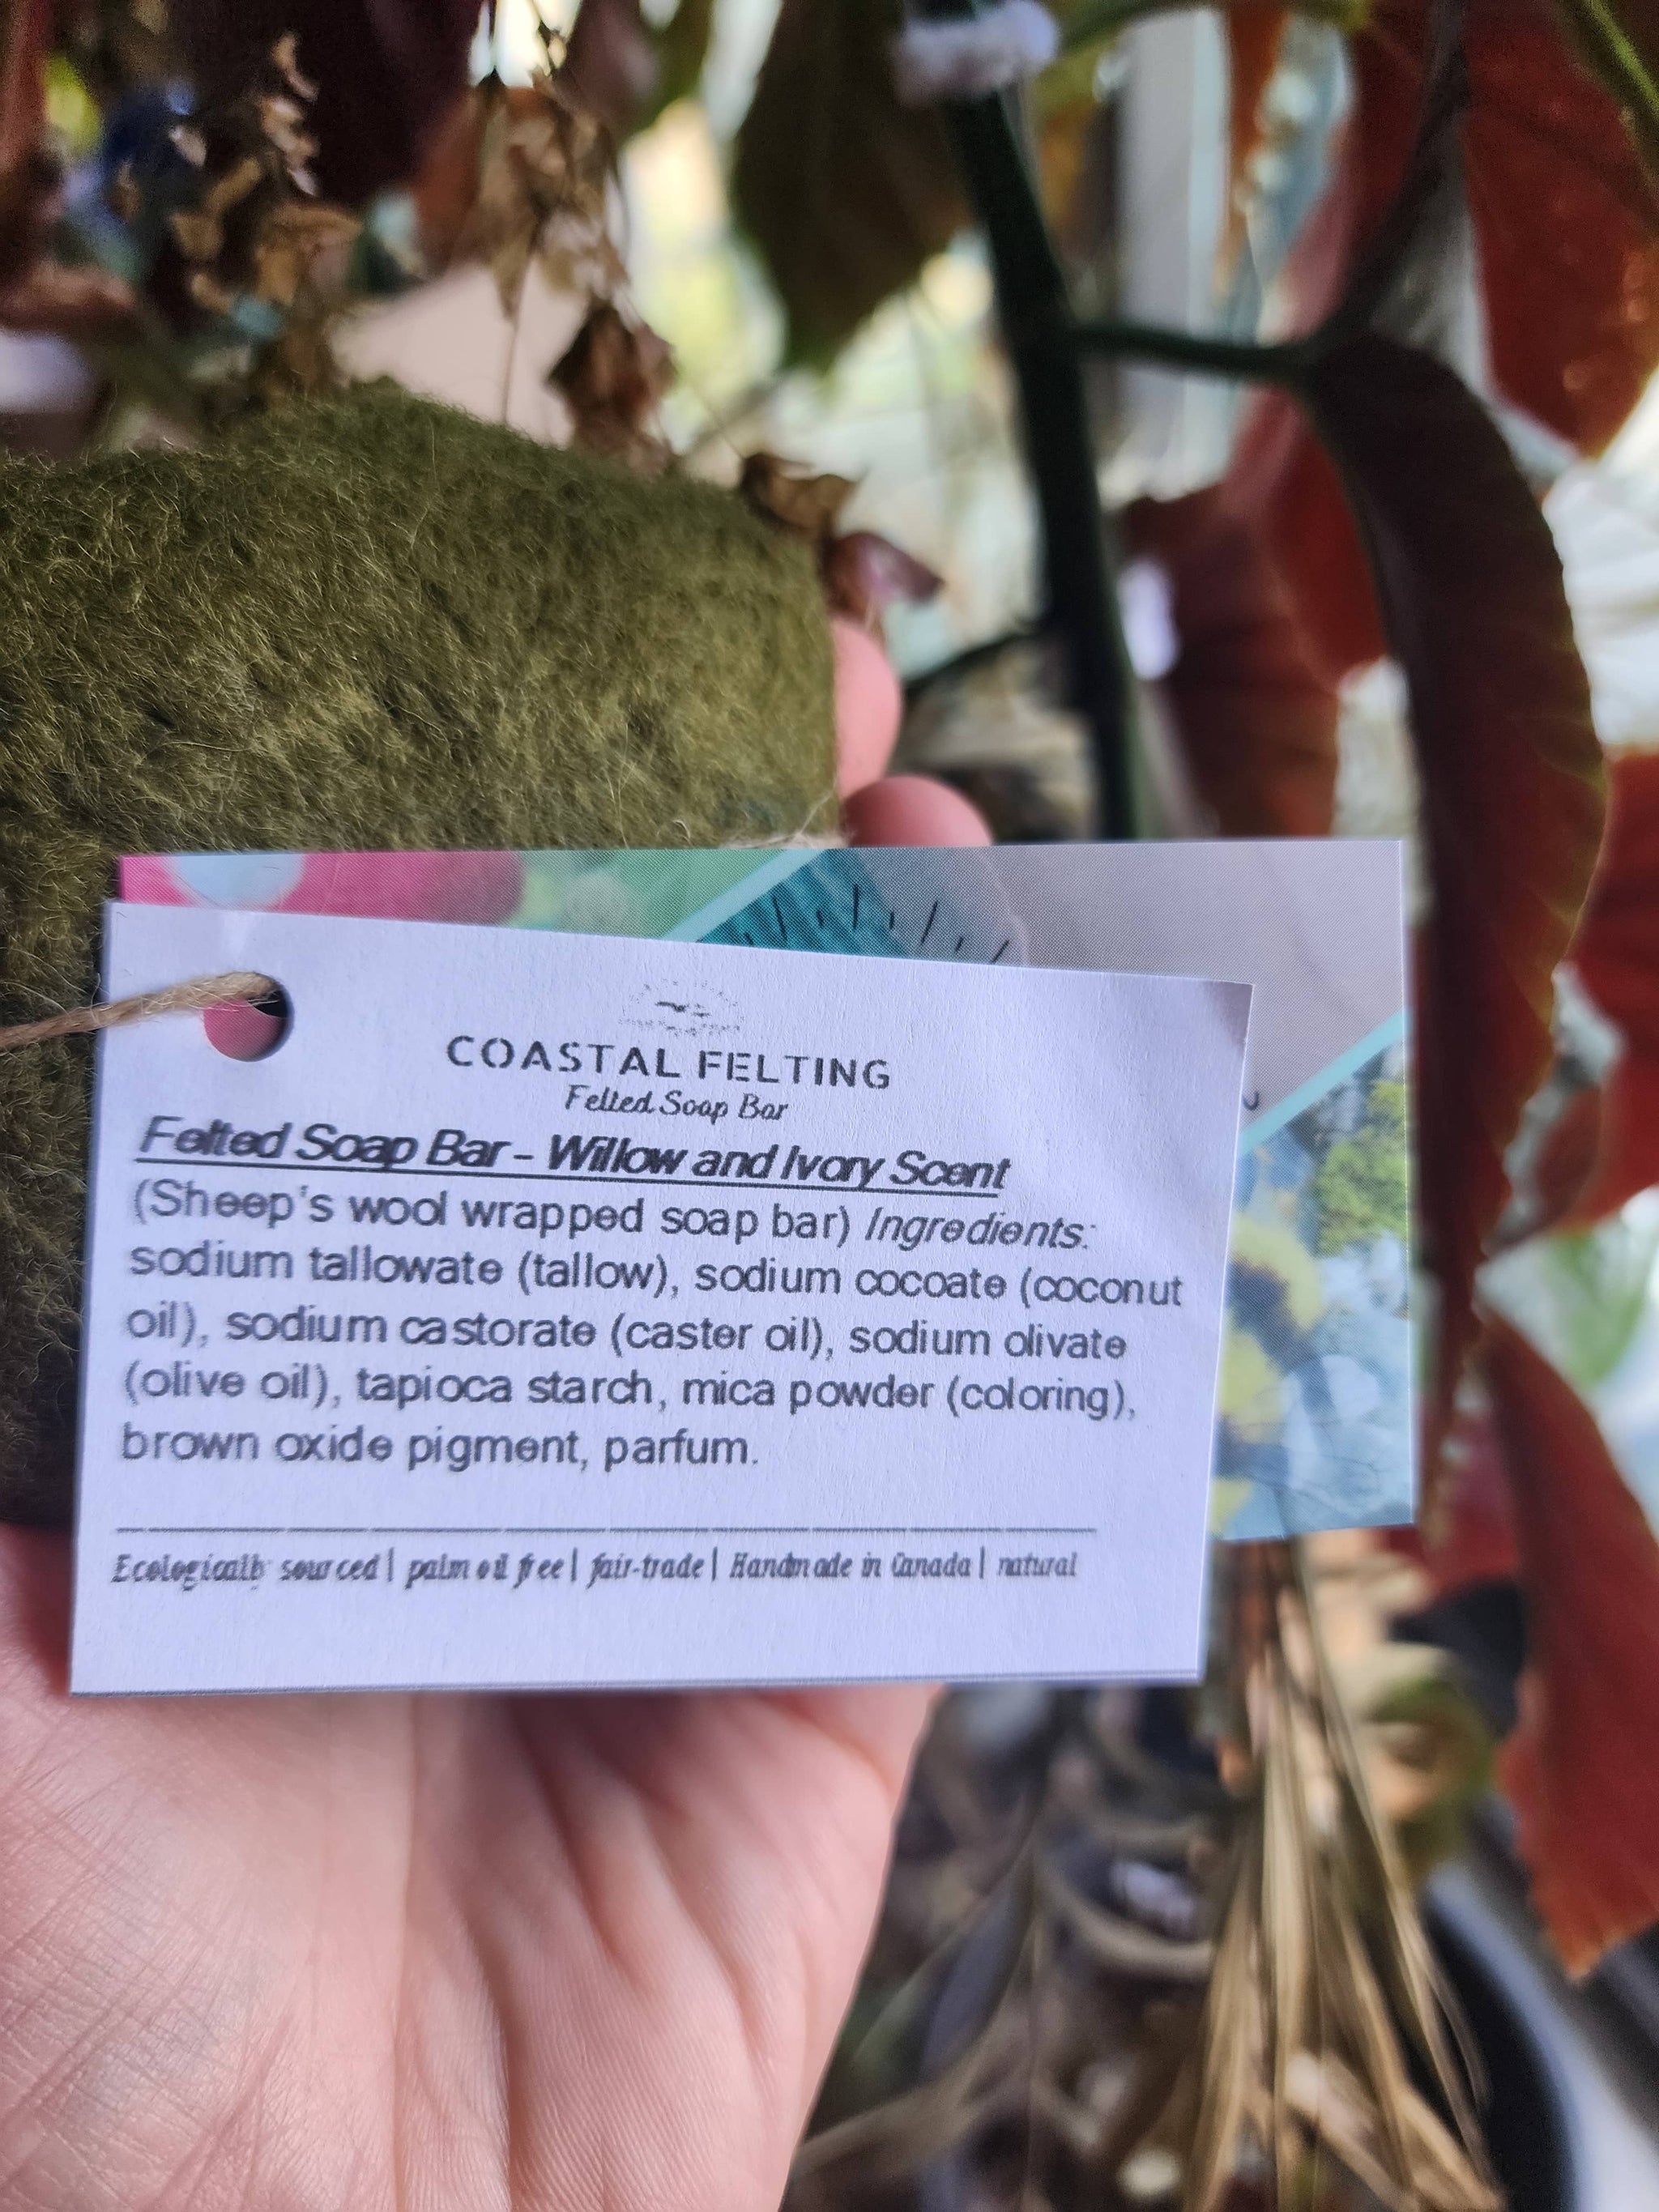 COASTAL FELTING
Felted Soap Bar
Felted Soap Bar – Willow and Ivory Scent
(Sheep's wool wrapped soap bar) Ingredients:
sodium tallowate (tallow), sodium cocoate (coconut
oil), sodium castorate (caster oil), sodium olivate
(olive oil), tapioca starch, mica powder (coloring),
brown oxide pigment, parfum.
Ecologically sourced | palm oil free | fair-trade | Handmade in Canada | natural